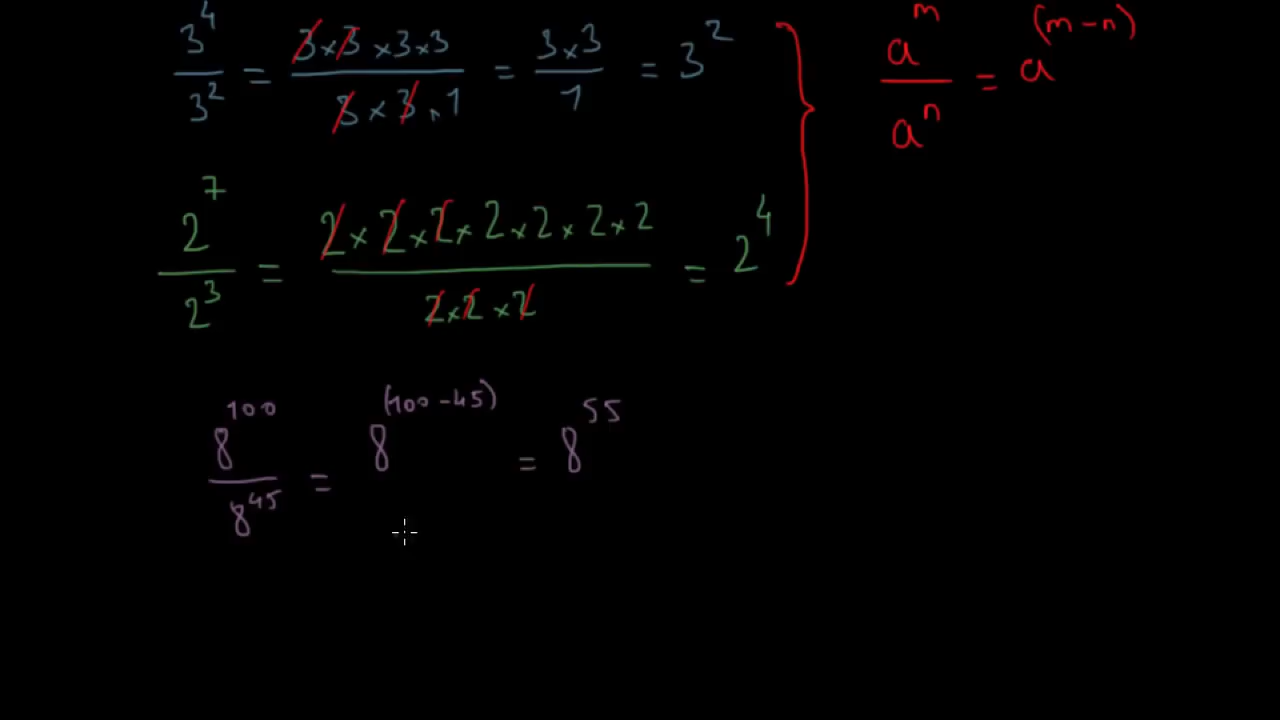 3^4/3^2 = (3×3×3×3)/(3×3×1) = (3×3)/1 = 3^2 } a^m/a^n = a^(m-n)
2^7/2^3 = (2×2×2×2×2×2×2)/(2×2×2) = 2^4
8^100/8^45 = 8^(100-45) = 8^55